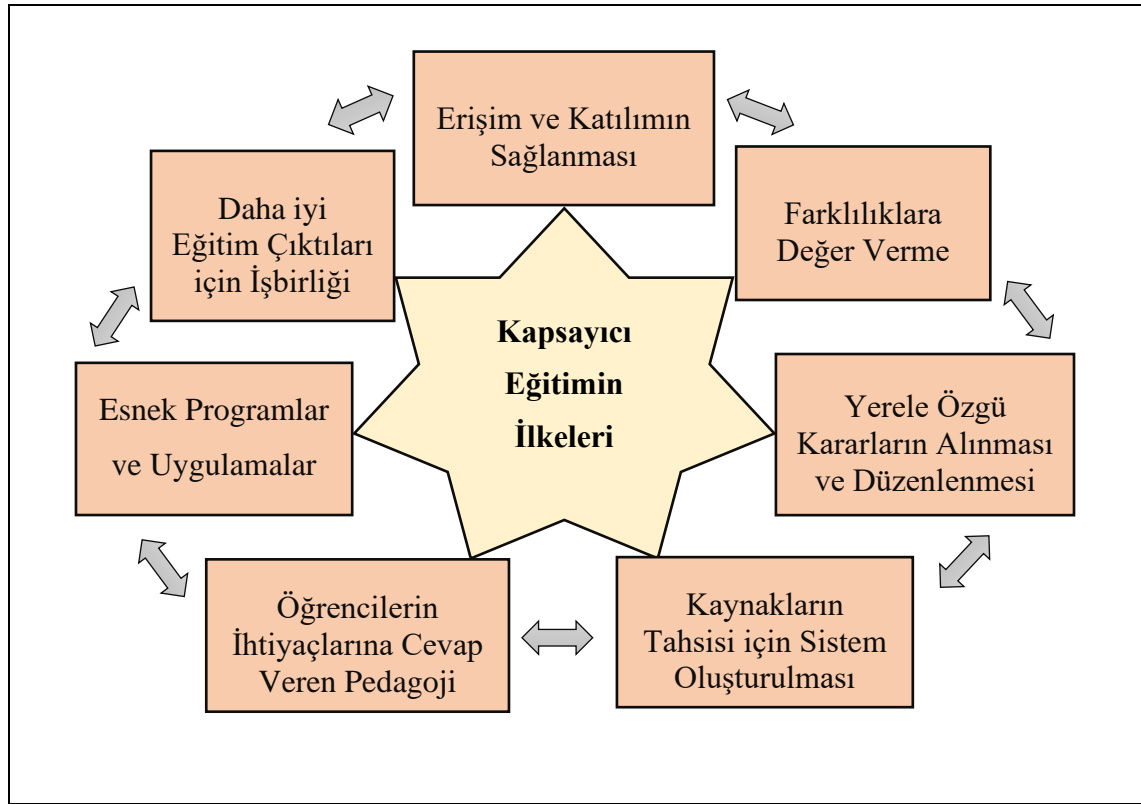 Erişim ve Katılımın
Sağlanması
Farklılıklara
Değer Verme
Yerele Özgü
Kararların Alınması
ve Düzenlenmesi
Kaynakların
Tahsisi için Sistem
Oluşturulması
Öğrencilerin
İhtiyaçlarına Cevap
Veren Pedagoji
Esnek Programlar
ve Uygulamalar
Daha iyi
Eğitim Çıktıları
için İşbirliği
Kapsayıcı
Eğitimin
İlkeleri